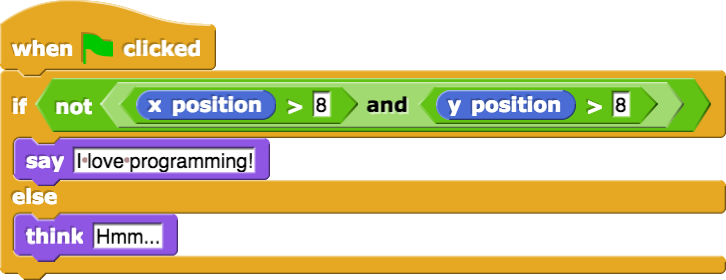 when clicked
if not x position > 8 and y position > 8
say I love programming!
else
think Hmm...